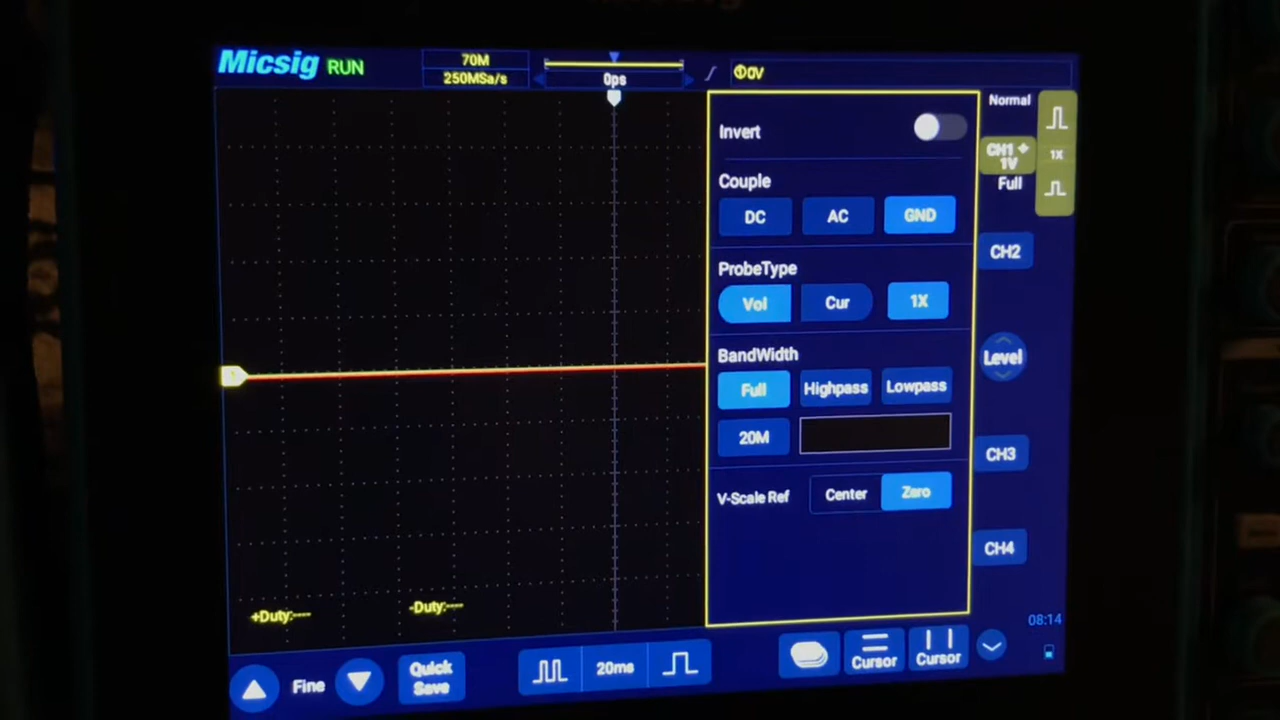 Micsig RUN
70M
250MSa/s
0ps
①0V
Normal
CH1
1V
Full
1X
Invert
Couple
DC AC GND
CH2
ProbeType
Vol Cur 1X
Level
BandWidth
Full Highpass Lowpass
20M
V-Scale Ref Center Zero
CH3
CH4
+Duty:---- -Duty:----
08:14
Fine
Quick
Save
20ms
Cursor
Cursor